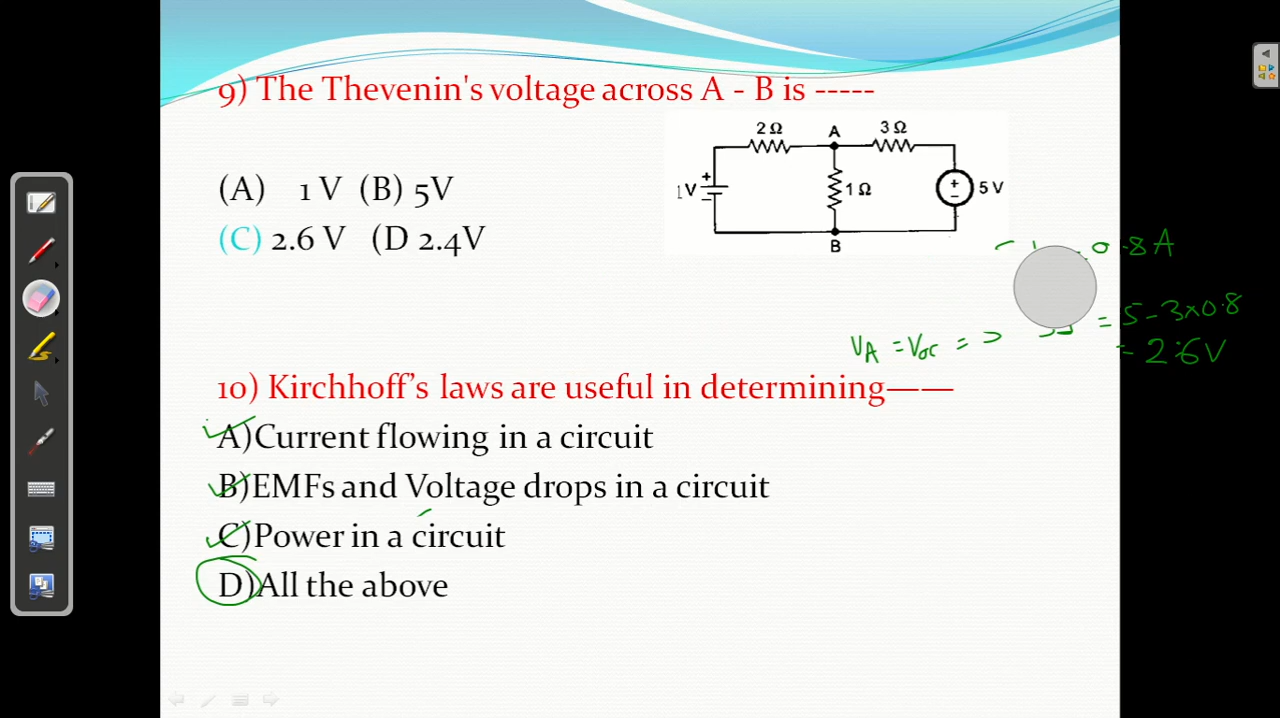 9) The Thevenin's voltage across A - B is -----
(A) 1 V (B) 5V
(C) 2.6 V (D 2.4V
2 Ω A 3 Ω
+
1V
−
1 Ω
+
−
5 V
B
0.8A
= 5-3x0.8
VA = Voc =
= 2.6V
10) Kirchhoff's laws are useful in determining——
A)Current flowing in a circuit
B)EMFs and Voltage drops in a circuit
C)Power in a circuit
D)All the above